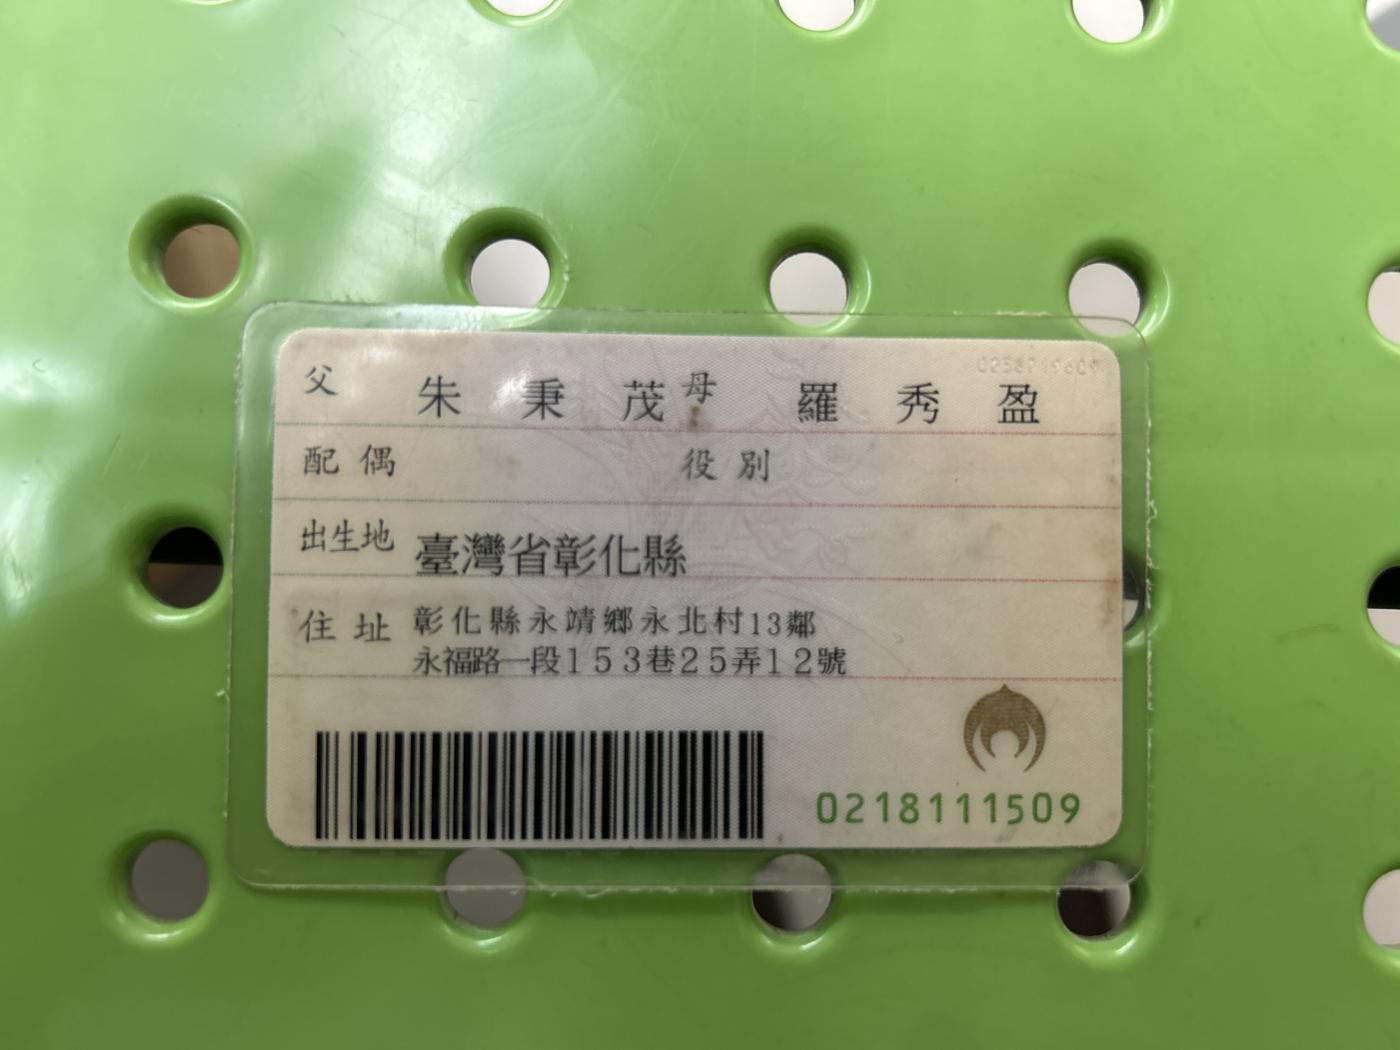 父 朱秉茂 母 羅秀盈
配偶 役別
出生地 臺灣省彰化縣
住址 彰化縣永靖鄉永北村13鄰
永福路一段153巷25弄12號
0218111509